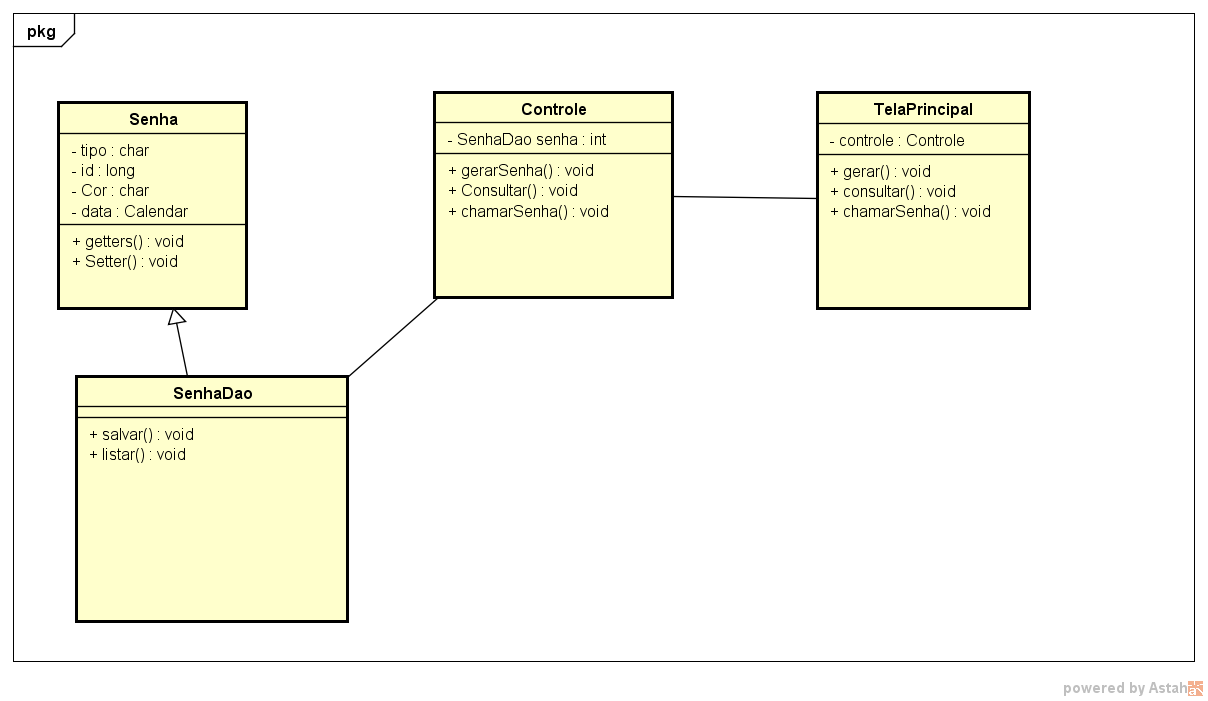 pkg
Senha
- tipo : char
- id : long
- Cor : char
- data : Calendar
+ getters() : void
+ Setter() : void
Controle
- SenhaDao senha : int
+ gerarSenha() : void
+ Consultar() : void
+ chamarSenha() : void
TelaPrincipal
- controle : Controle
+ gerar() : void
+ consultar() : void
+ chamarSenha() : void
SenhaDao
+ salvar() : void
+ listar() : void
powered by Astah